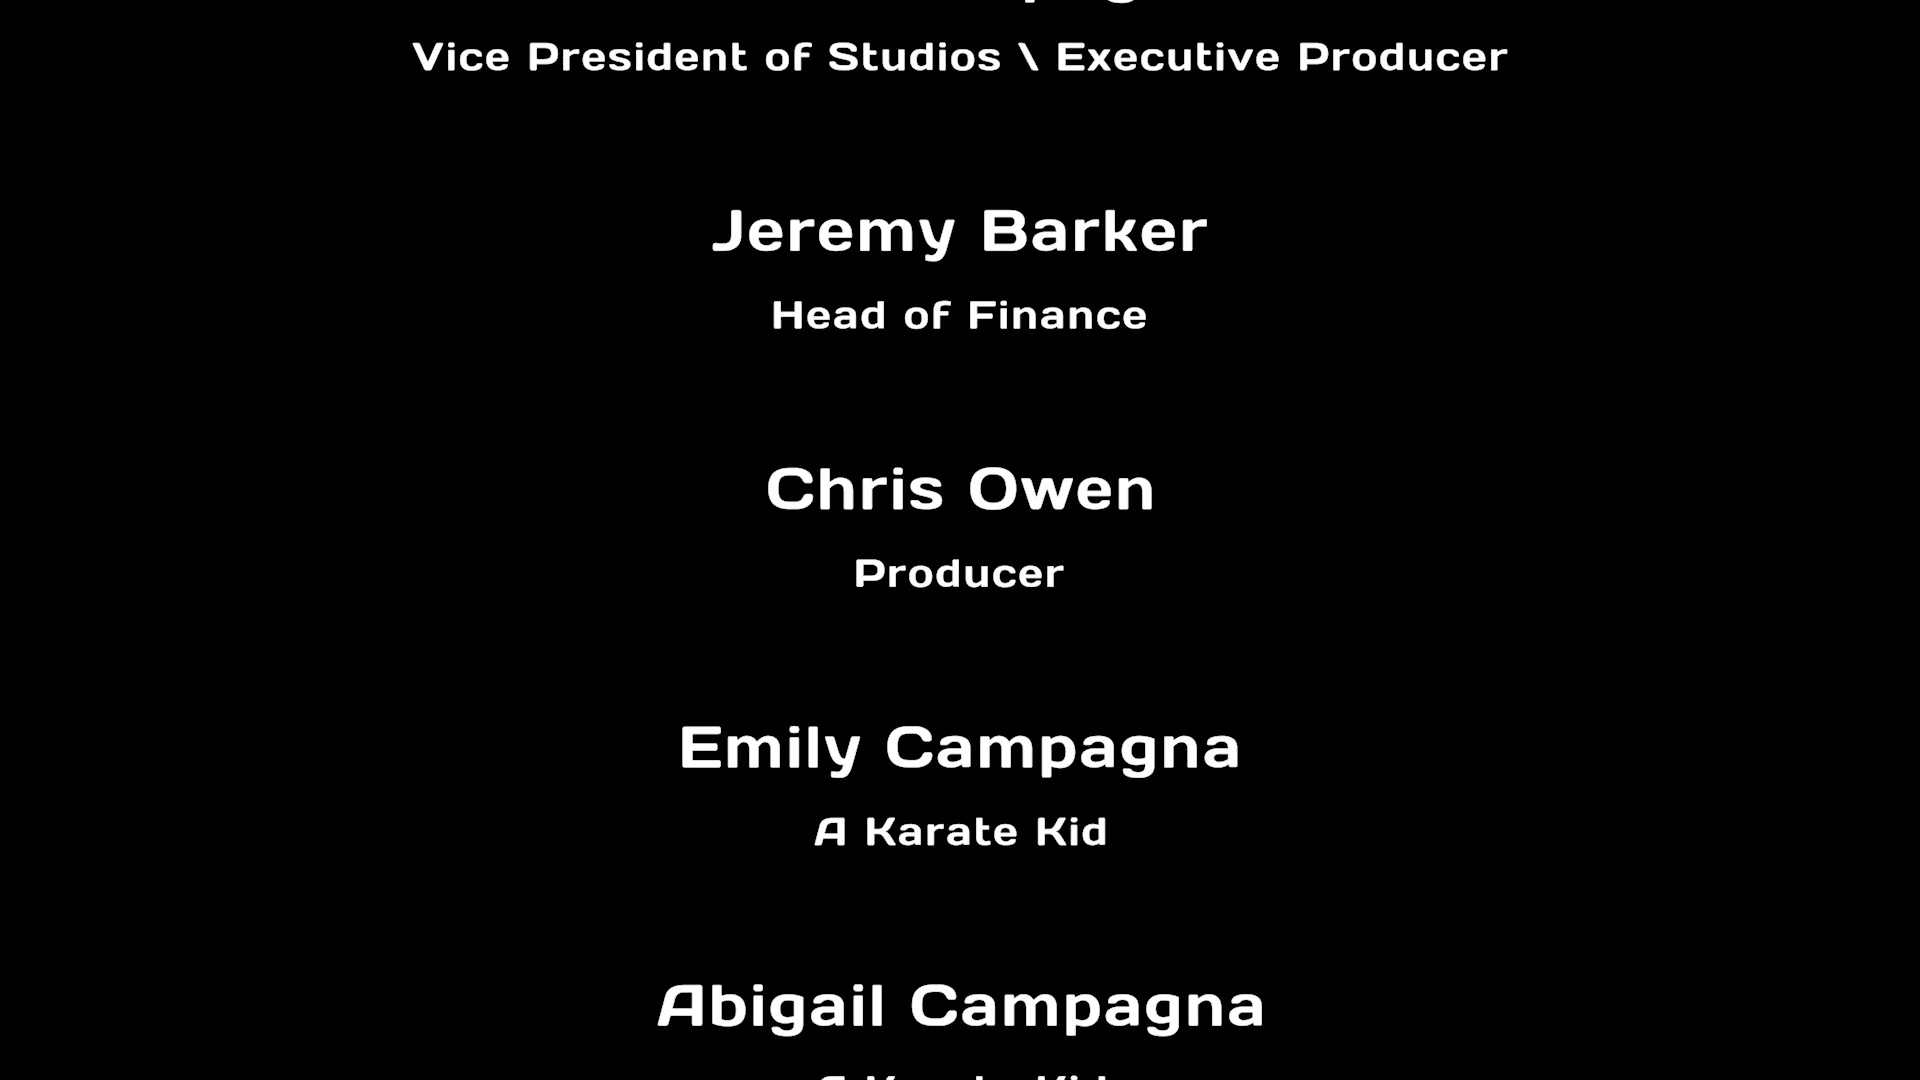 Vice President of Studios \ Executive Producer
Jeremy Barker
Head of Finance
Chris Owen
Producer
Emily Campagna
A Karate Kid
Abigail Campagna